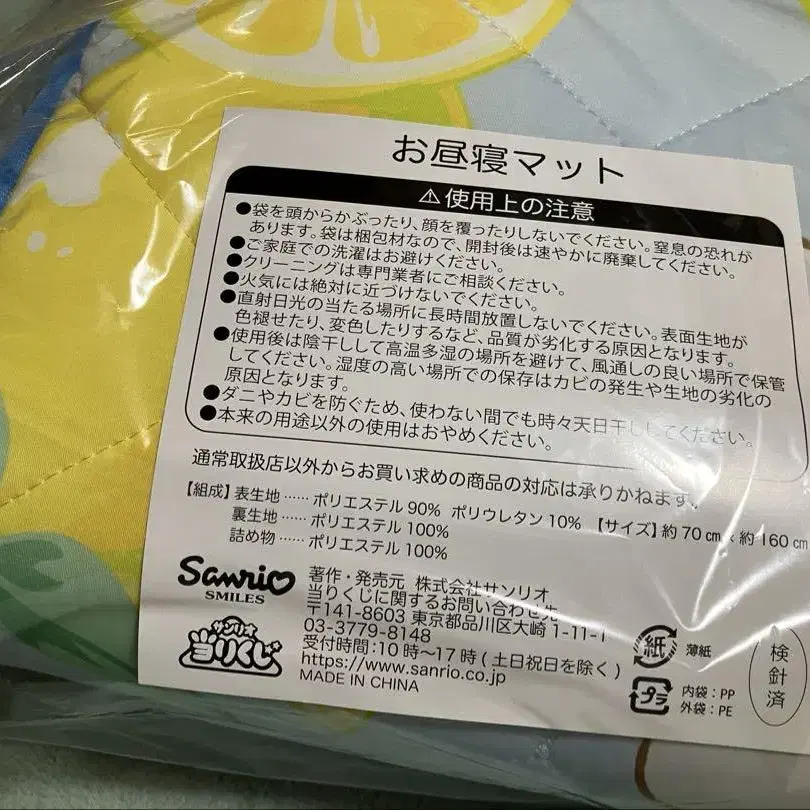 お昼寝マット
⚠使用上の注意
●袋を頭からかぶったり、顔を覆ったりしないでください。窒息の恐れが
あります。袋は梱包材なので、開封後は速やかに廃棄してください。
●ご家庭での洗濯はお避けください。
●クリーニングは専門業者にご相談ください。
●火気には絶対に近づけないでください。
●直射日光の当たる場所に長時間放置しないでください。表面生地が
色褪せたり、変色したりするなど、品質が劣化する原因となります。
●使用後は陰干しして高温多湿の場所を避けて、風通しの良い場所で保管
してください。湿度の高い場所での保存はカビの発生や生地の劣化の
原因となります。
●ダニやカビを防ぐため、使わない間でも時々天日干ししてください。
●本来の用途以外の使用はおやめください。
通常取扱店以外からお買い求めの商品の対応は承りかねます。
【組成】表生地……ポリエステル90% ポリウレタン10% 【サイズ】約70㎝×約160㎝
裏生地……ポリエステル100%
詰め物……ポリエステル100%
Sanrio
SMILES
サンリオ
当りくじ
著作・発売元 株式会社サンリオ
当りくじに関するお問い合わせ先
〒141-8603 東京都品川区大崎1-11-1
03-3779-8148
受付時間:10時〜17時(土日祝日を除く)
https://www.sanrio.co.jp
MADE IN CHINA
紙 薄紙
プラ 内袋:PP
外袋:PE
検針済